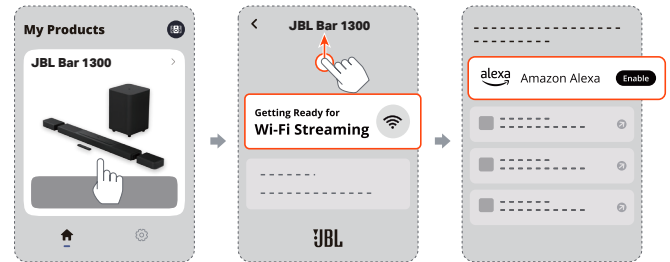 My Products
JBL Bar 1300
JBL Bar 1300
Getting Ready for
Wi-Fi Streaming
JBL
alexa
Amazon Alexa
Enable